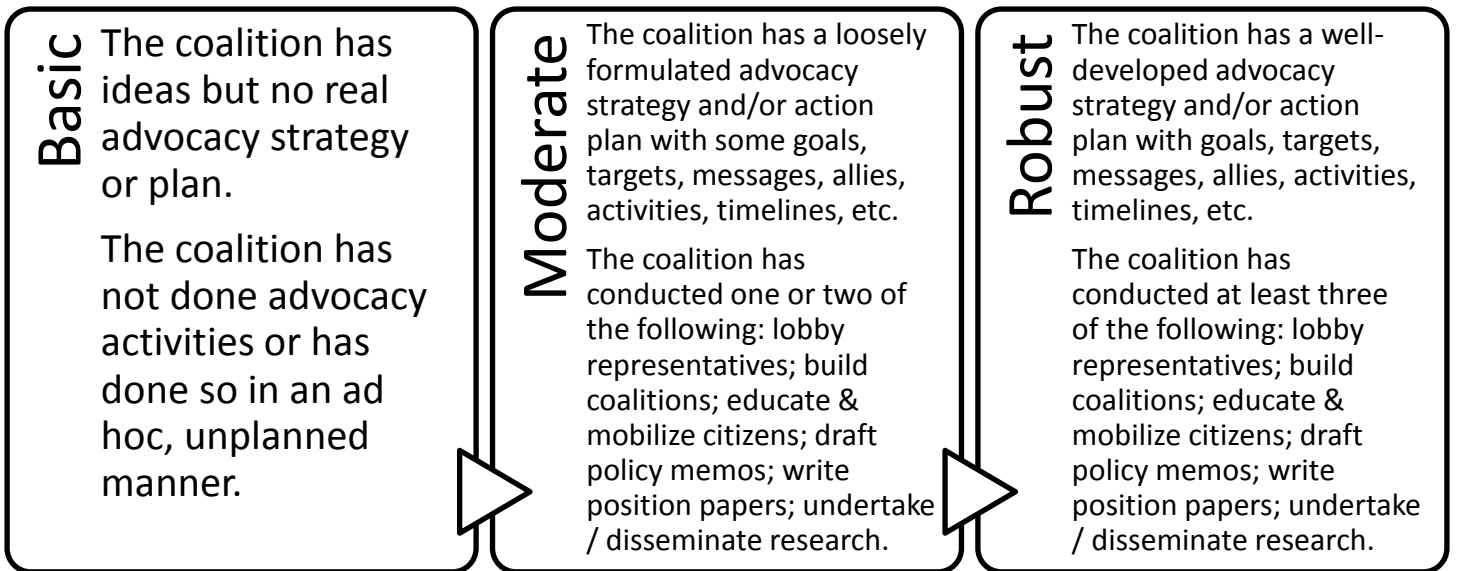 Basic
The coalition has
ideas but no real
advocacy strategy
or plan.
The coalition has
not done advocacy
activities or has
done so in an ad
hoc, unplanned
manner.
Moderate
The coalition has a loosely
formulated advocacy
strategy and/or action
plan with some goals,
targets, messages, allies,
activities, timelines, etc.
The coalition has
conducted one or two of
the following: lobby
representatives; build
coalitions; educate &
mobilize citizens; draft
policy memos; write
position papers; undertake
/ disseminate research.
Robust
The coalition has a well-
developed advocacy
strategy and/or action
plan with goals, targets,
messages, allies, activities,
timelines, etc.
The coalition has
conducted at least three
of the following: lobby
representatives; build
coalitions; educate &
mobilize citizens; draft
policy memos; write
position papers; undertake
/ disseminate research.